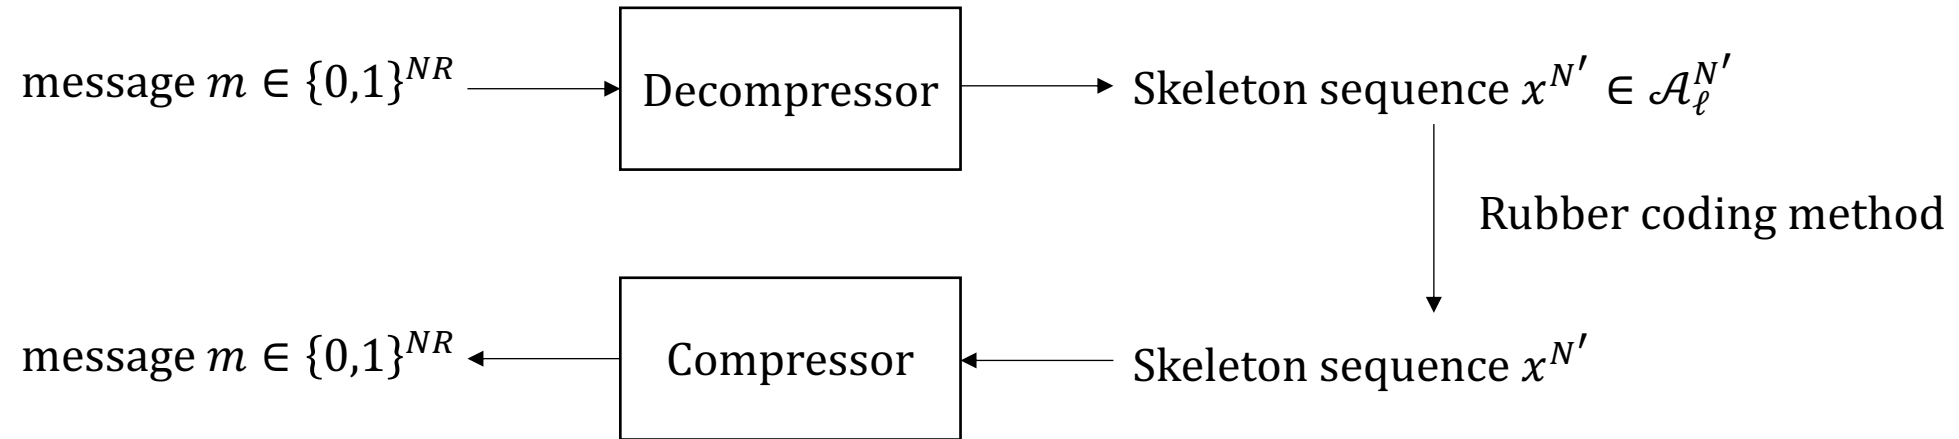 message 𝑚 ∈ {0,1}^{𝑁𝑅}
Decompressor
Skeleton sequence 𝑥^{𝑁′} ∈ 𝒜_ℓ^{𝑁′}
Rubber coding method
message 𝑚 ∈ {0,1}^{𝑁𝑅}
Compressor
Skeleton sequence 𝑥^{𝑁′}